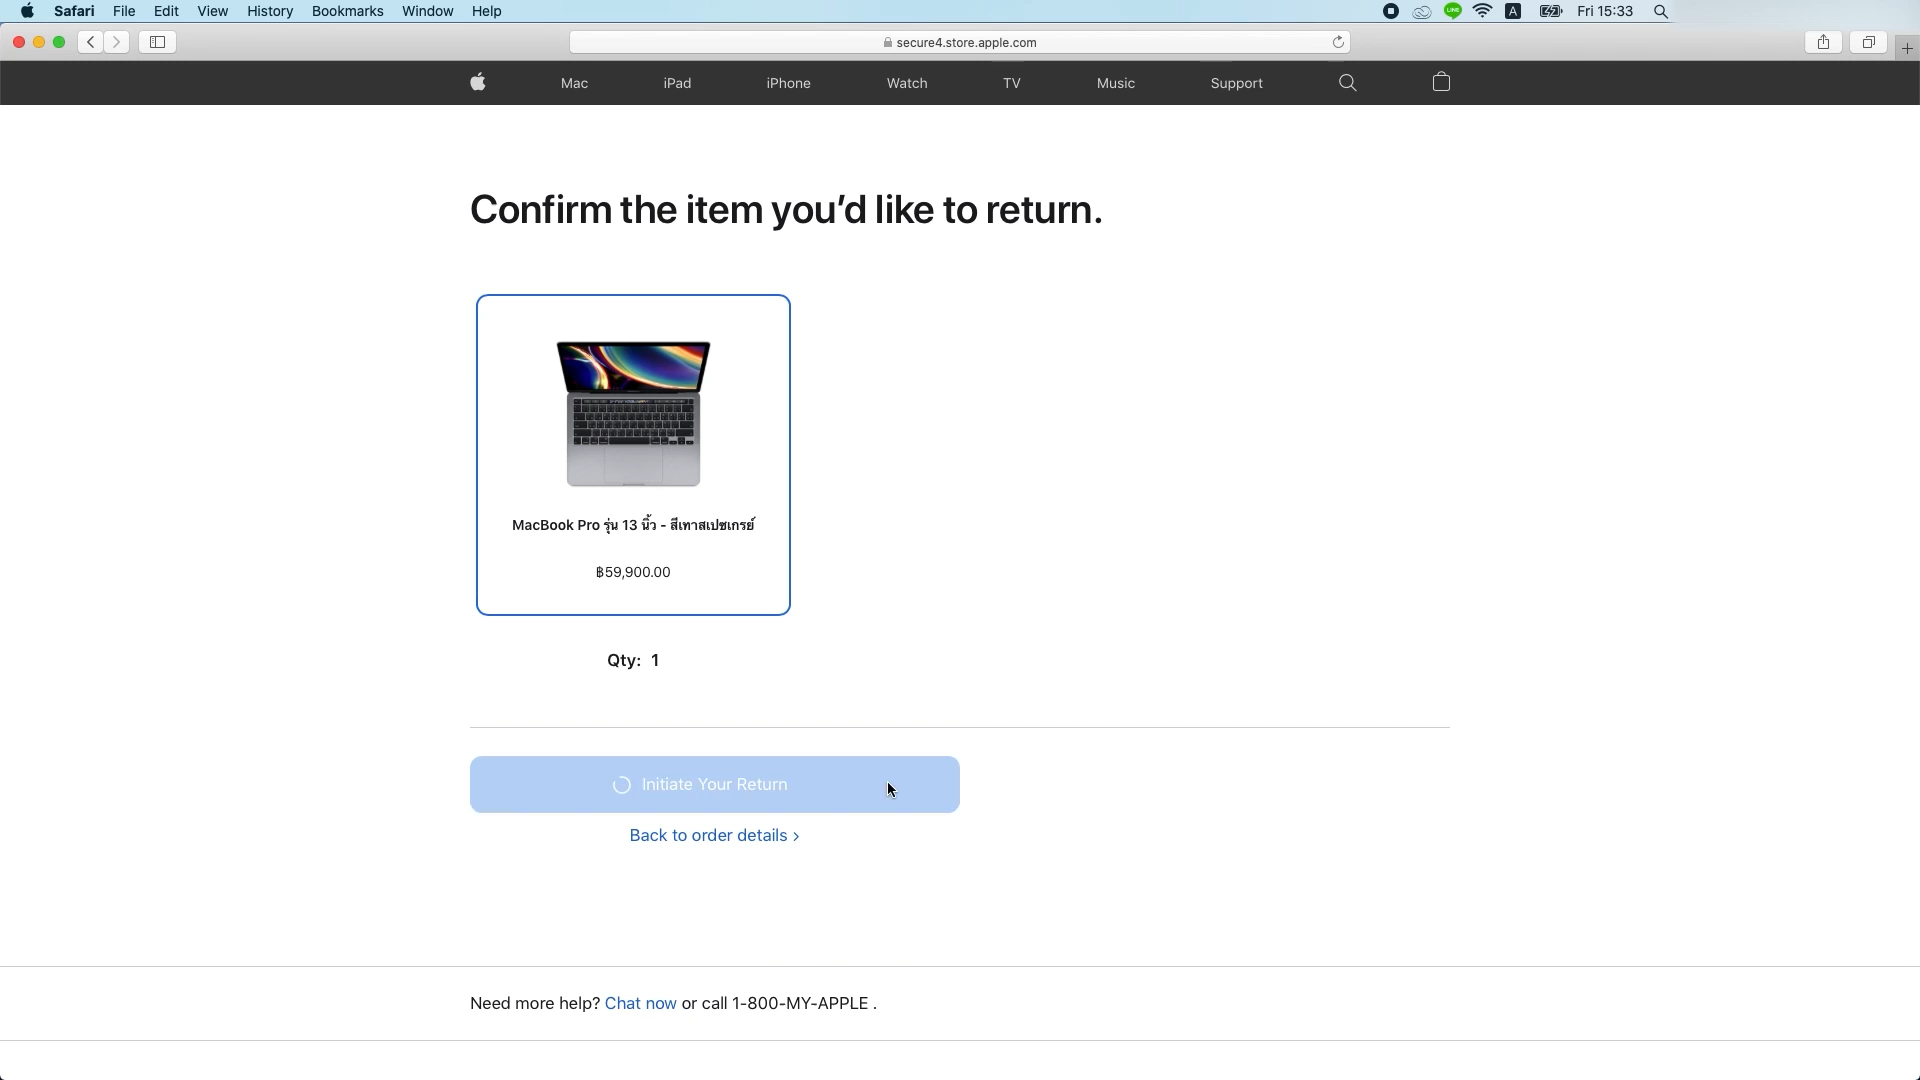 Safari File Edit View History Bookmarks Window Help LINE A Fri 15:33
secure4.store.apple.com
Mac iPad iPhone Watch TV Music Support
Confirm the item you’d like to return.
MacBook Pro รุ่น 13 นิ้ว - สีเทาสเปซเกรย์
฿59,900.00
Qty: 1
Initiate Your Return
Back to order details >
Need more help? Chat now or call 1-800-MY-APPLE .